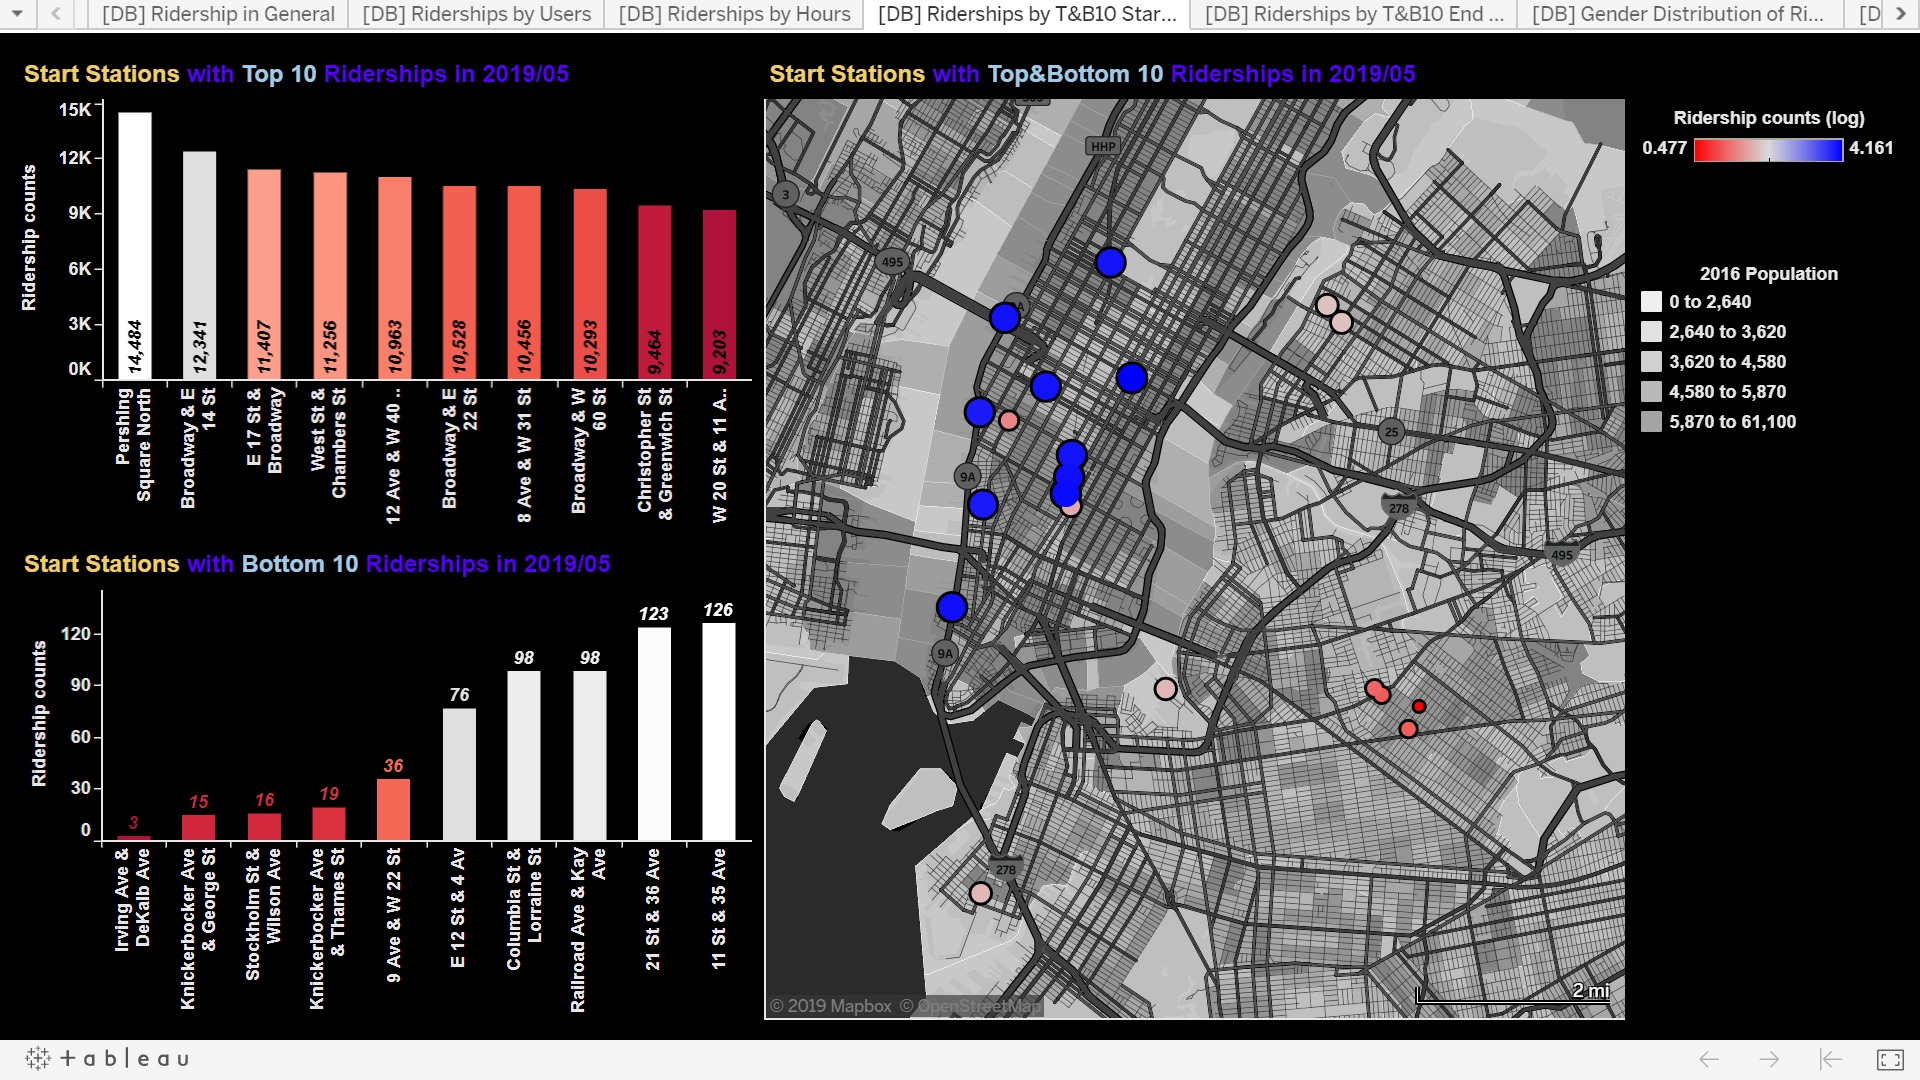 [DB] Ridership in General
[DB] Riderships by Users
[DB] Riderships by Hours
[DB] Riderships by T&B10 Star...
[DB] Riderships by T&B10 End ...
[DB] Gender Distribution of Ri...
[D
Start Stations with Top 10 Riderships in 2019/05
Ridership counts
15K
12K
9K
6K
3K
0K
14,484
12,341
11,407
11,256
10,963
10,528
10,456
10,293
9,464
9,203
Pershing
Square North
Broadway & E
14 St
E 17 St &
Broadway
West St &
Chambers St
12 Ave & W 40 ..
Broadway & E
22 St
8 Ave & W 31 St
Broadway & W
60 St
Christopher St
& Greenwich St
W 20 St & 11 A..
Start Stations with Bottom 10 Riderships in 2019/05
Ridership counts
120
90
60
30
0
3
15
16
19
36
76
98
98
123
126
Irving Ave &
DeKalb Ave
Knickerbocker Ave
& George St
Stockholm St &
Wilson Ave
Knickerbocker Ave
& Thames St
9 Ave & W 22 St
E 12 St & 4 Av
Columbia St &
Lorraine St
Railroad Ave & Kay
Ave
21 St & 36 Ave
11 St & 35 Ave
Start Stations with Top&Bottom 10 Riderships in 2019/05
HHP
3
495
9A
25
278
495
9A
278
2 mi
© 2019 Mapbox © OpenStreetMap
Ridership counts (log)
0.477
4.161
2016 Population
0 to 2,640
2,640 to 3,620
3,620 to 4,580
4,580 to 5,870
5,870 to 61,100
tableau